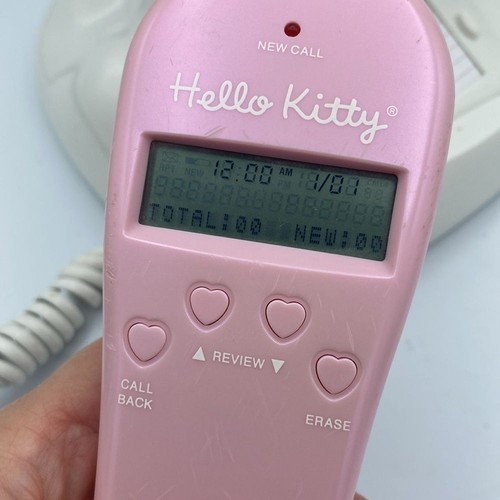 NEW CALL
Hello Kitty®
12:00 AM 1/01
TOTAL:00 NEW:00
▲ REVIEW ▼
CALL
BACK
ERASE